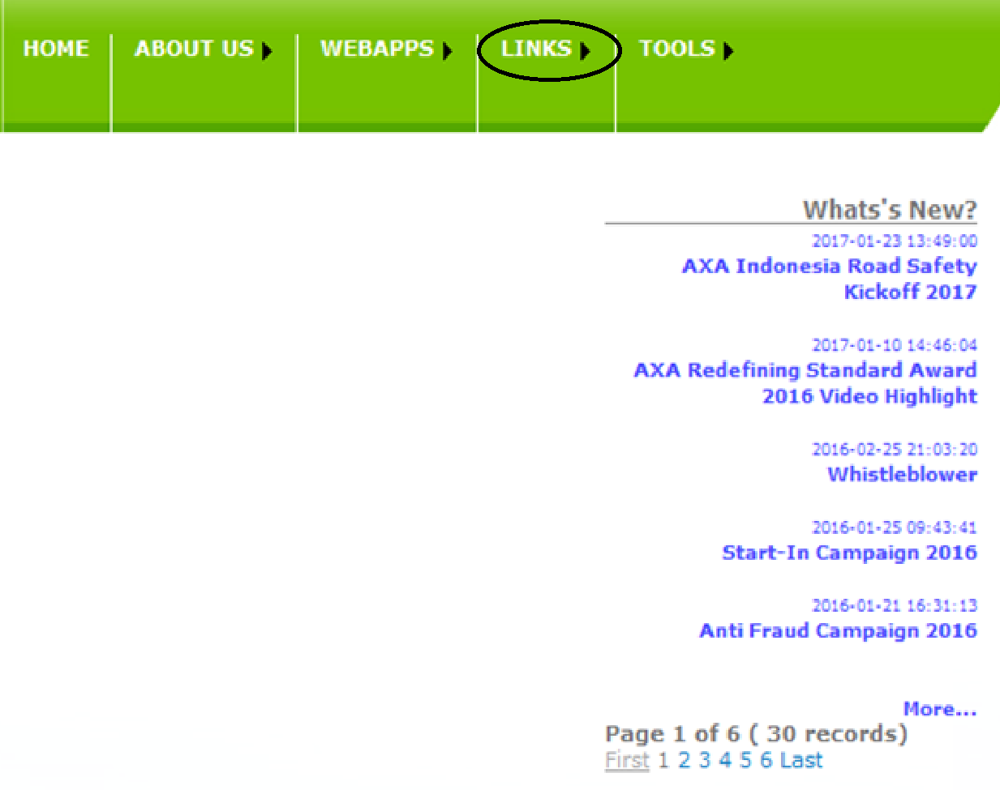 HOME ABOUT US WEBAPPS LINKS TOOLS
Whats's New?
2017-01-23 13:49:00
AXA Indonesia Road Safety
Kickoff 2017
2017-01-10 14:46:04
AXA Redefining Standard Award
2016 Video Highlight
2016-02-25 21:03:20
Whistleblower
2016-01-25 09:43:41
Start-In Campaign 2016
2016-01-21 16:31:13
Anti Fraud Campaign 2016
More...
Page 1 of 6 ( 30 records)
First 1 2 3 4 5 6 Last